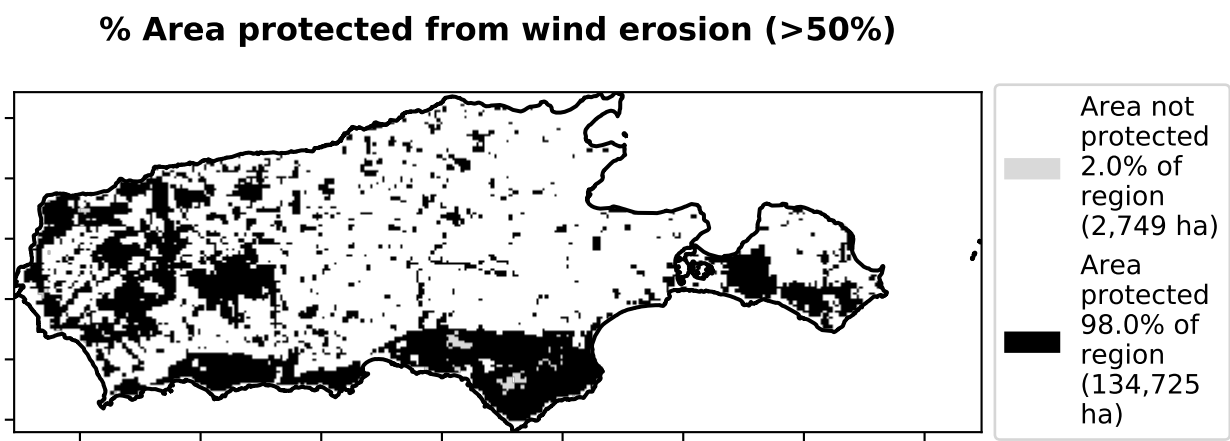 % Area protected from wind erosion (>50%)
Area not
protected
2.0% of
region
(2,749 ha)
Area
protected
98.0% of
region
(134,725
ha)